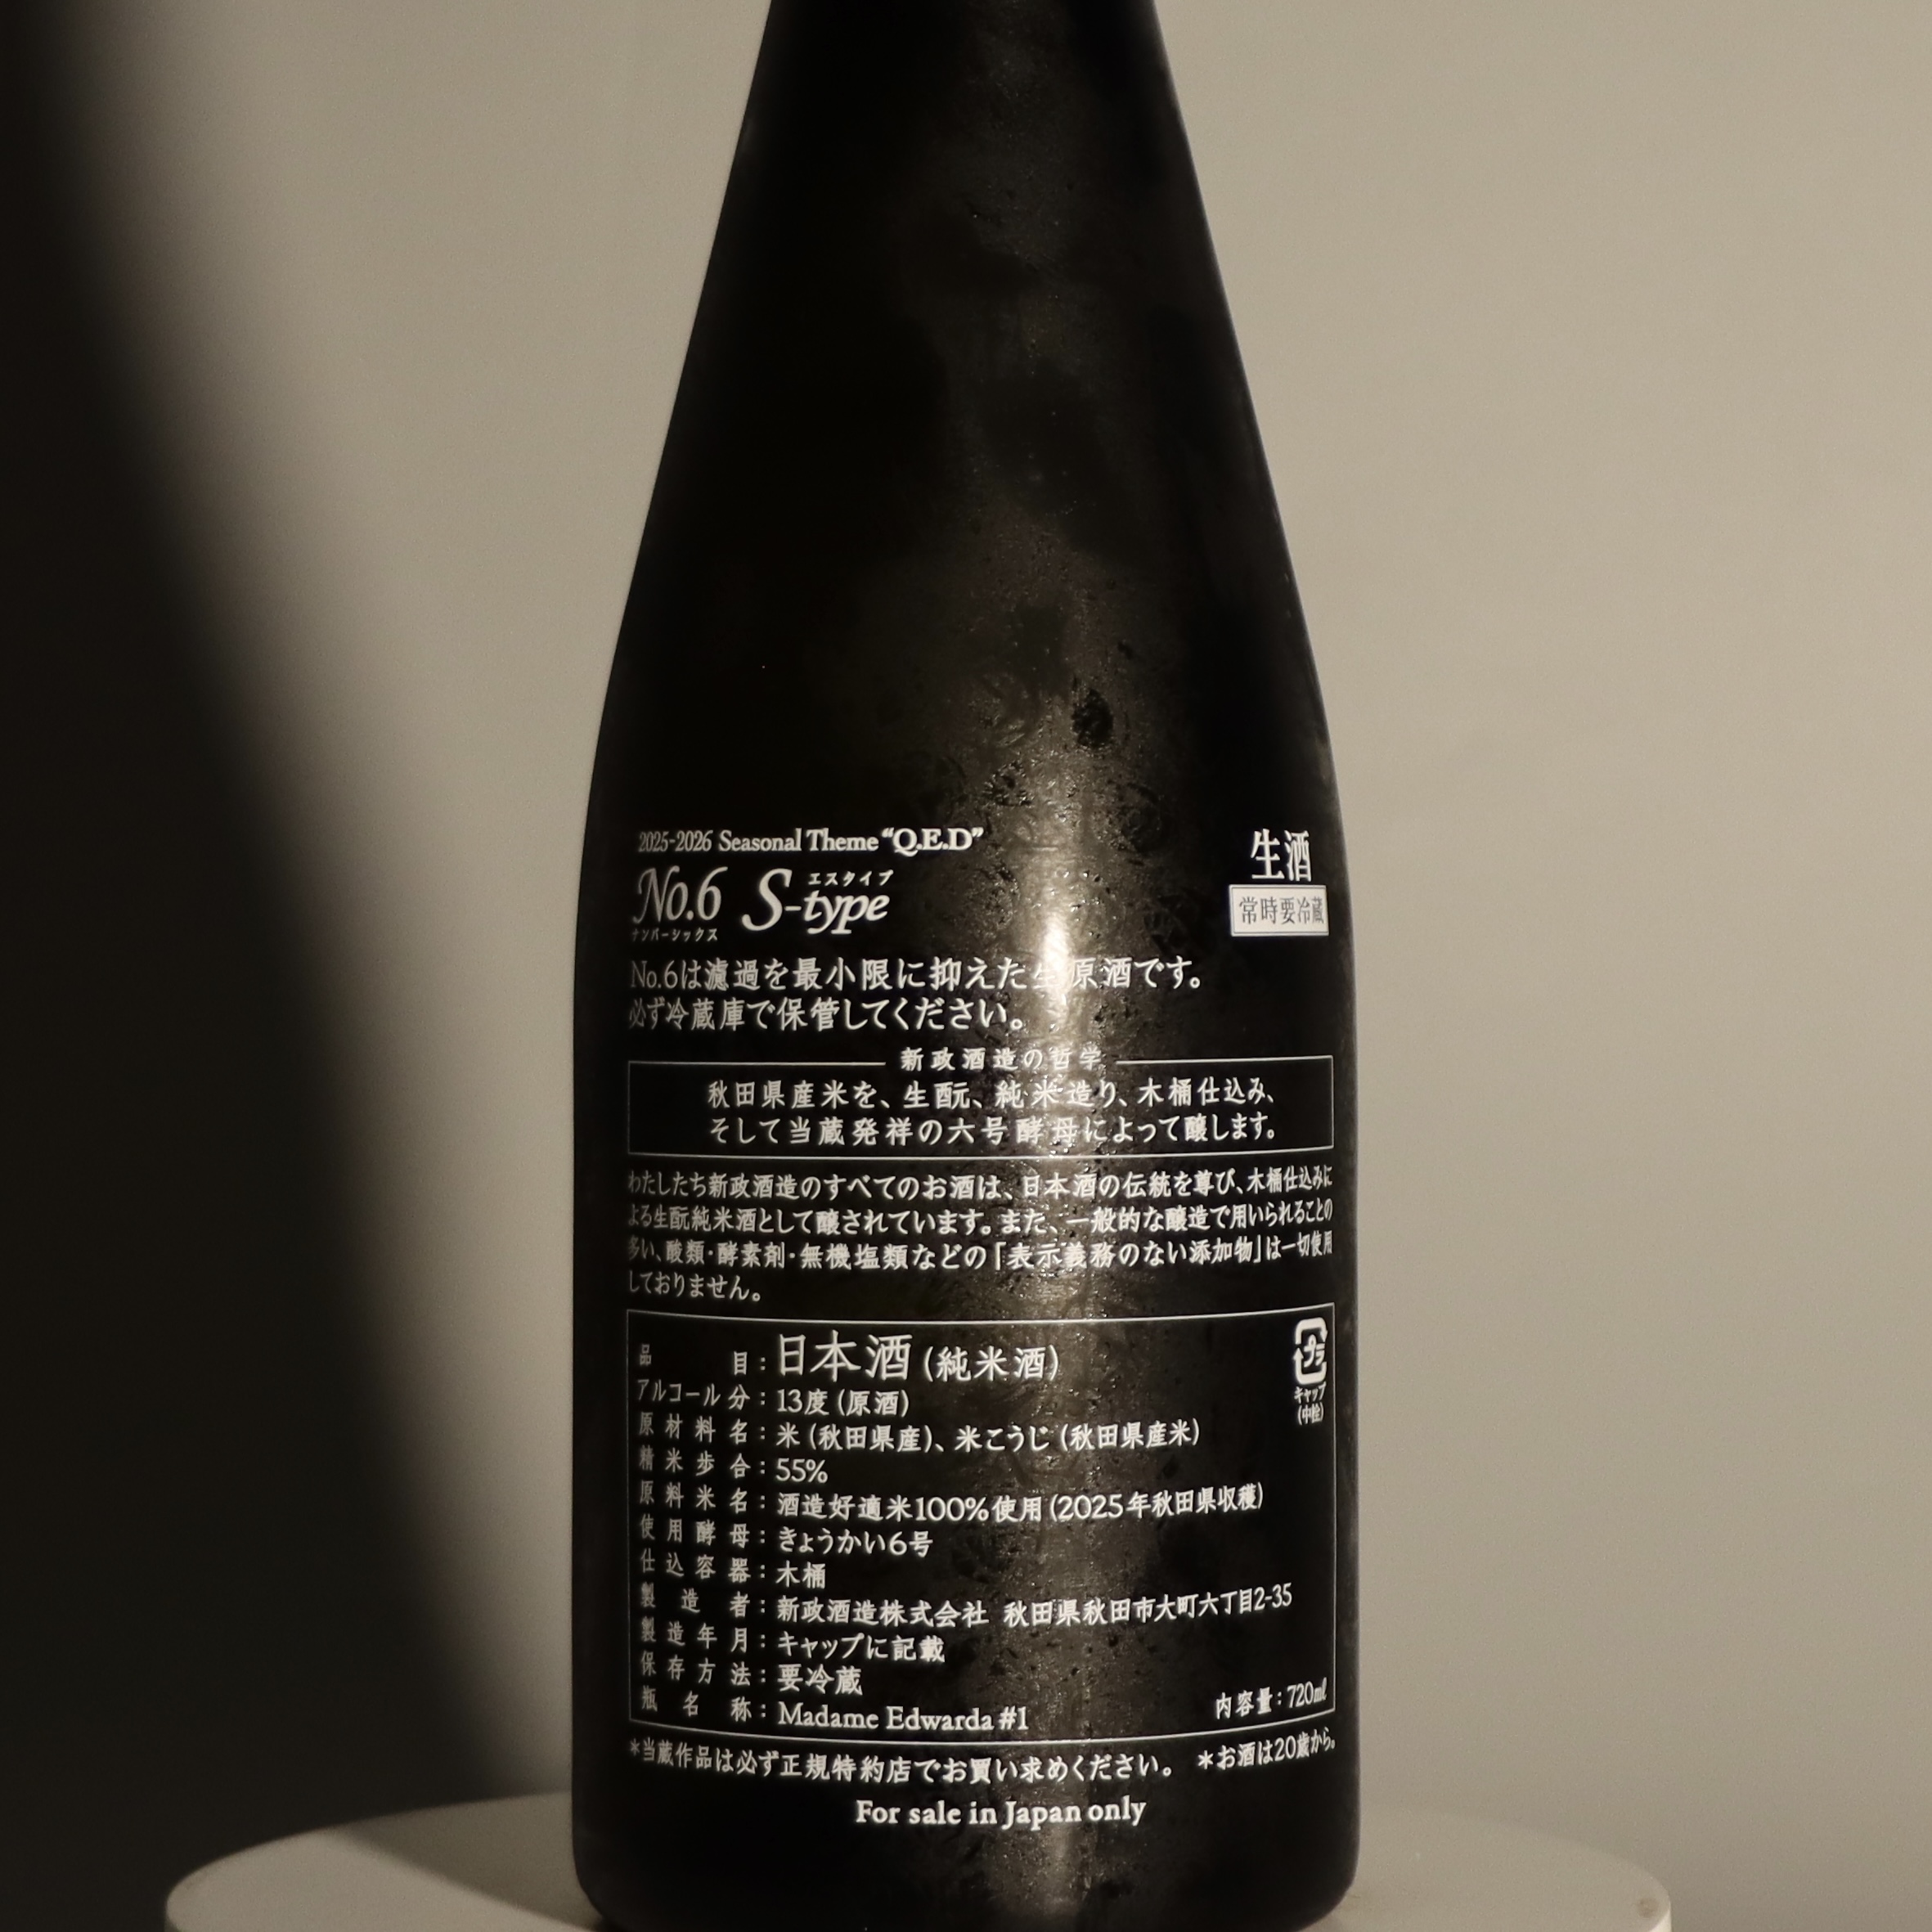 2025-2026 Seasonal Theme “Q.E.D”
生酒
常時要冷蔵
エスタイプ
No.6 S-type
ナンバーシックス
No.6は濾過を最小限に抑えた生原酒です。
必ず冷蔵庫で保管してください。
新政酒造の哲学
秋田県産米を、生酛、純米造り、木桶仕込み、
そして当蔵発祥の六号酵母によって醸します。
わたしたち新政酒造のすべてのお酒は、日本酒の伝統を尊び、木桶仕込みに
よる生酛純米酒として醸されています。また、一般的な醸造で用いられることの
多い、酸類・酵素剤・無機塩類などの「表示義務のない添加物」は一切使用
しておりません。
品目：日本酒（純米酒）
アルコール分：13度（原酒）
原材料名：米（秋田県産）、米こうじ（秋田県産米）
精米歩合：55%
原料米名：酒造好適米100%使用（2025年秋田県収穫）
使用酵母：きょうかい6号
仕込容器：木桶
製造者：新政酒造株式会社 秋田県秋田市大町六丁目2-35
製造年月：キャップに記載
保存方法：要冷蔵
瓶名称：Madame Edwarda #1
プラ
キャップ
(中栓)
内容量：720ml
＊当蔵作品は必ず正規特約店でお買い求めください。 ＊お酒は20歳から。
For sale in Japan only